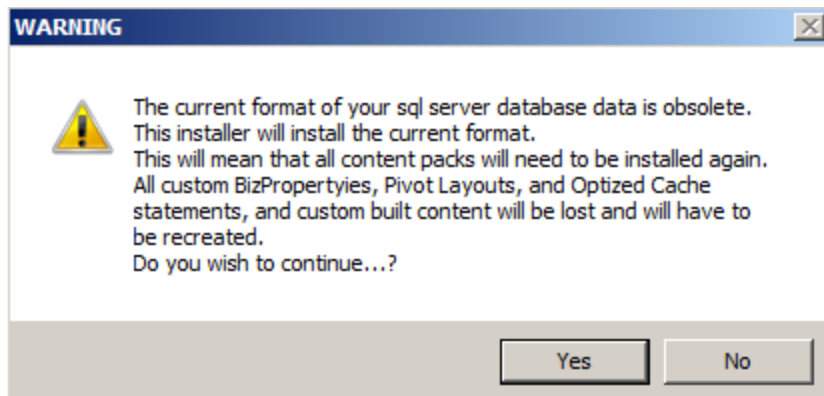 WARNING
The current format of your sql server database data is obsolete.
This installer will install the current format.
This will mean that all content packs will need to be installed again.
All custom BizPropertyies, Pivot Layouts, and Optized Cache
statements, and custom built content will be lost and will have to
be recreated.
Do you wish to continue...?
Yes
No